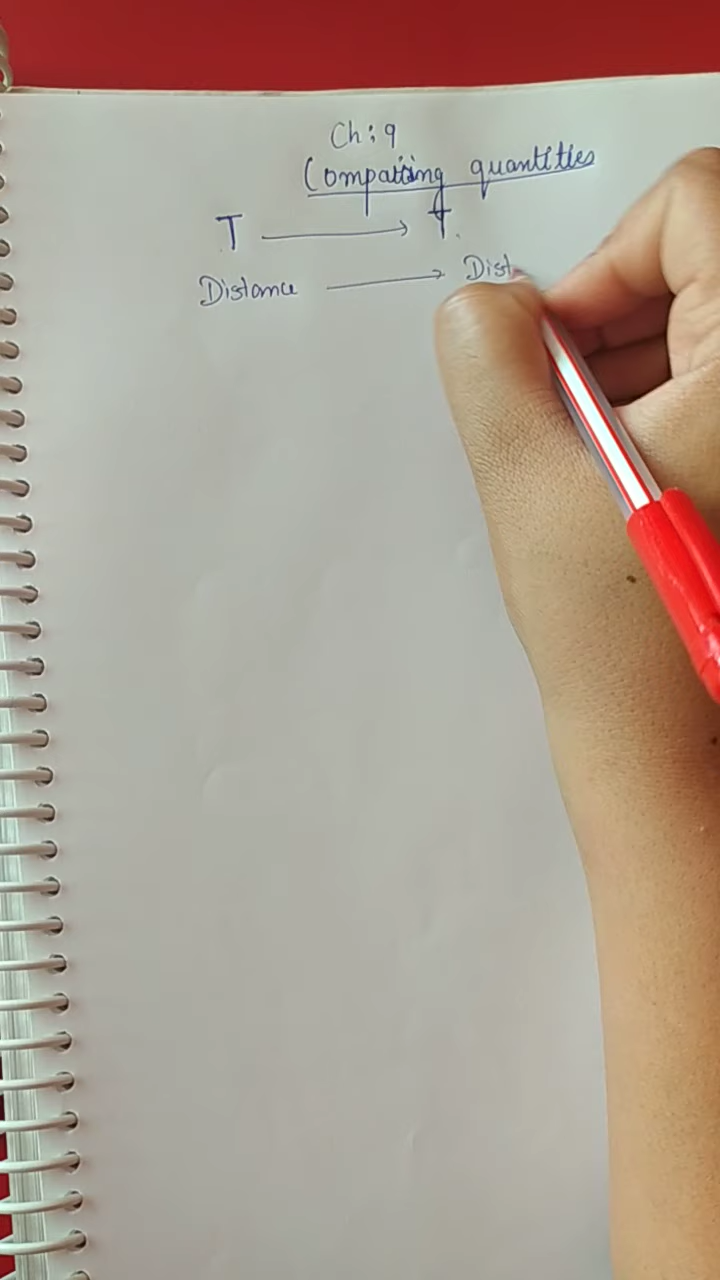 Ch: 9
Comparing quantities
T → T
Distance → Dist